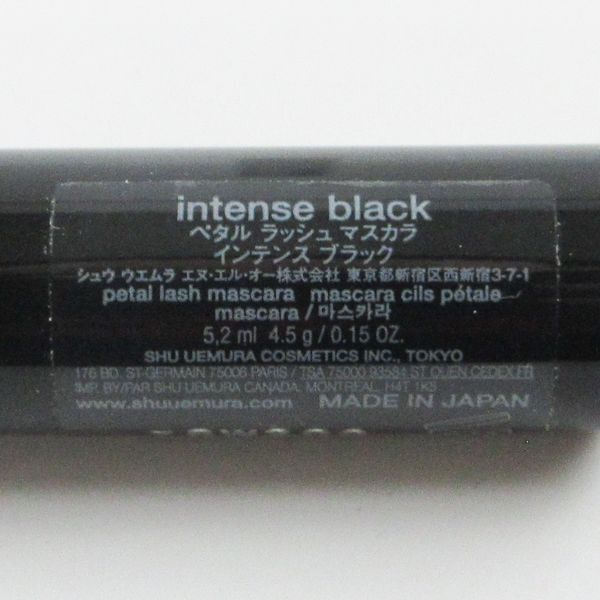 intense black
ペタル ラッシュ マスカラ
インテンス ブラック
シュウ ウエムラ エヌ・エル・オー株式会社 東京都新宿区西新宿3-7-1
petal lash mascara mascara cils pétale
mascara / 마스카라
5,2 ml 4.5 g / 0.15 OZ.
SHU UEMURA COSMETICS INC., TOKYO
176 BD. ST-GERMAIN 75006 PARIS / TSA 75000 93584 ST OUEN CEDEX FR
IMP. BY/PAR SHU UEMURA CANADA, MONTREAL, H4T 1K5
www.shuuemura.com MADE IN JAPAN